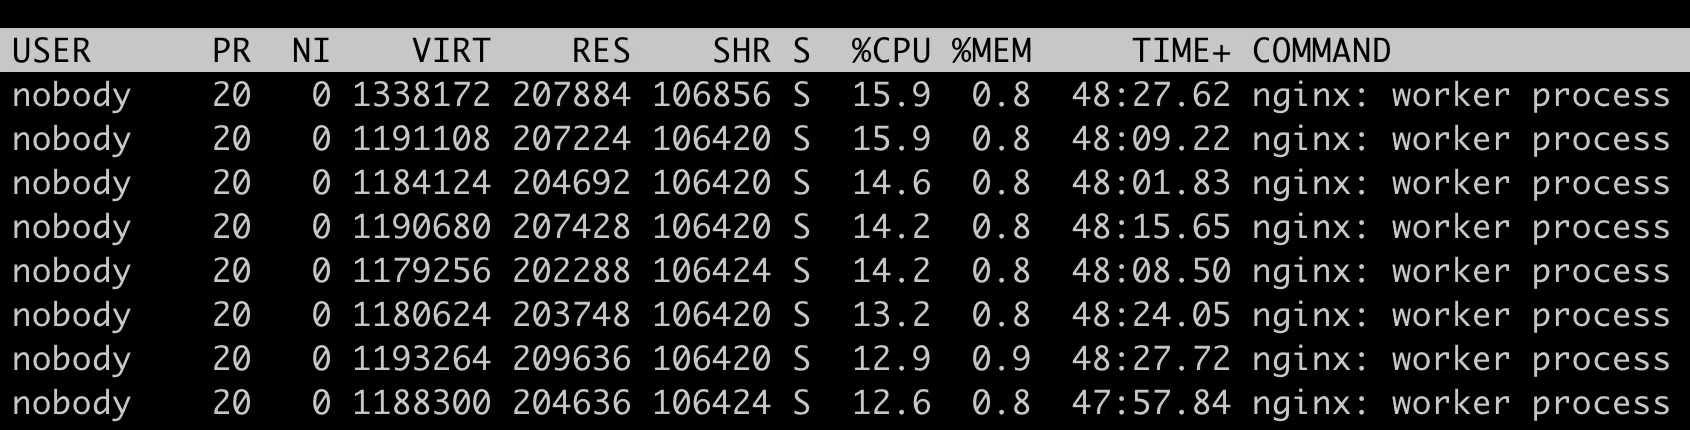 USER PR NI VIRT RES SHR S %CPU %MEM TIME+ COMMAND
nobody 20 0 1338172 207884 106856 S 15.9 0.8 48:27.62 nginx: worker process
nobody 20 0 1191108 207224 106420 S 15.9 0.8 48:09.22 nginx: worker process
nobody 20 0 1184124 204692 106420 S 14.6 0.8 48:01.83 nginx: worker process
nobody 20 0 1190680 207428 106420 S 14.2 0.8 48:15.65 nginx: worker process
nobody 20 0 1179256 202288 106424 S 14.2 0.8 48:08.50 nginx: worker process
nobody 20 0 1180624 203748 106420 S 13.2 0.8 48:24.05 nginx: worker process
nobody 20 0 1193264 209636 106420 S 12.9 0.9 48:27.72 nginx: worker process
nobody 20 0 1188300 204636 106424 S 12.6 0.8 47:57.84 nginx: worker process